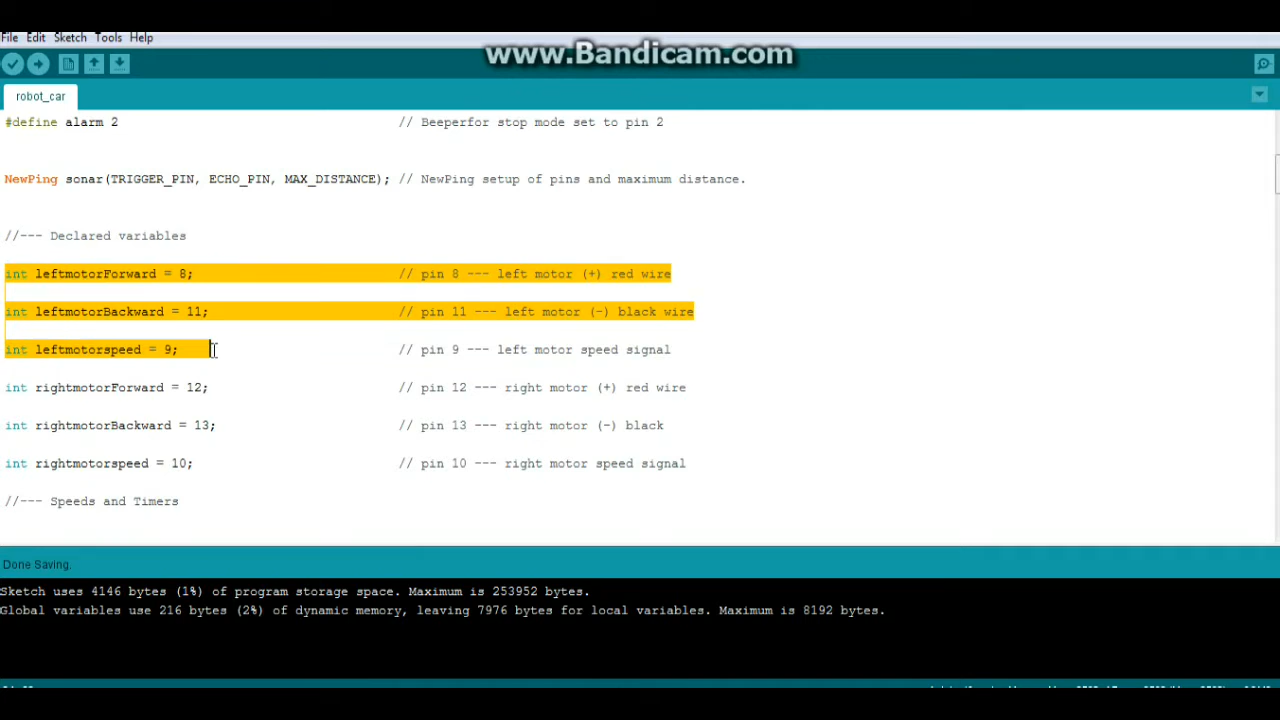 www.Bandicam.com
File Edit Sketch Tools Help
robot_car
#define alarm 2 // Beeperfor stop mode set to pin 2
NewPing sonar(TRIGGER_PIN, ECHO_PIN, MAX_DISTANCE); // NewPing setup of pins and maximum distance.
//--- Declared variables
int leftmotorForward = 8; // pin 8 --- left motor (+) red wire
int leftmotorBackward = 11; // pin 11 --- left motor (-) black wire
int leftmotorspeed = 9; // pin 9 --- left motor speed signal
int rightmotorForward = 12; // pin 12 --- right motor (+) red wire
int rightmotorBackward = 13; // pin 13 --- right motor (-) black
int rightmotorspeed = 10; // pin 10 --- right motor speed signal
//--- Speeds and Timers
Done Saving.
Sketch uses 4146 bytes (1%) of program storage space. Maximum is 253952 bytes.
Global variables use 216 bytes (2%) of dynamic memory, leaving 7976 bytes for local variables. Maximum is 8192 bytes.